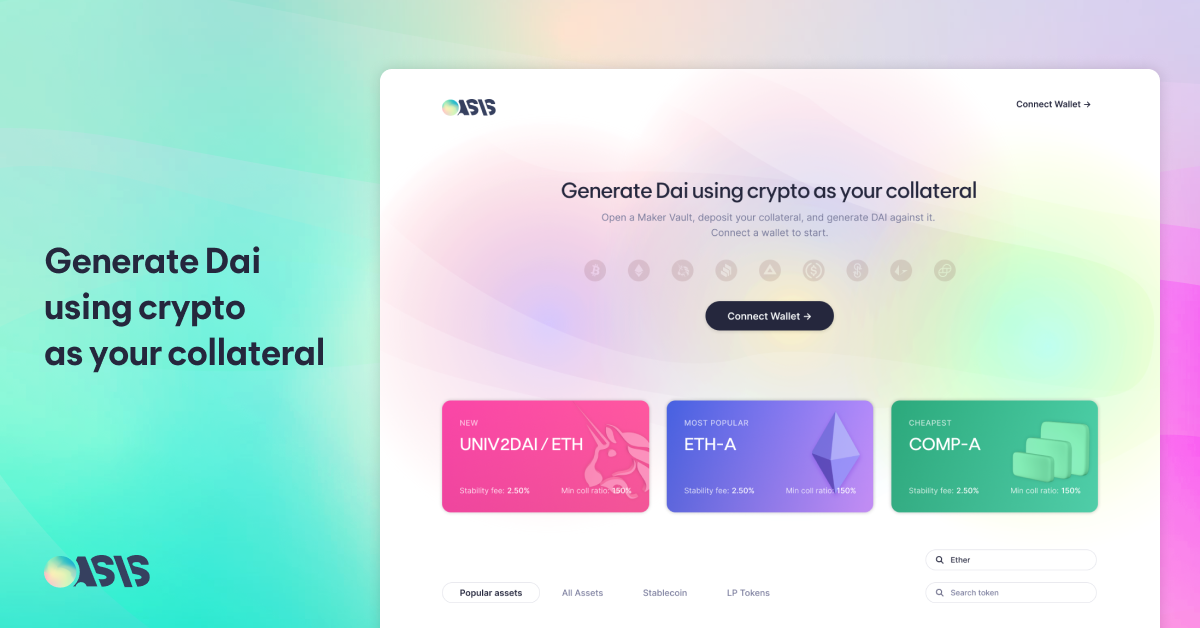 Generate Dai
using crypto
as your collateral
OASIS
OASIS
Connect Wallet →
Generate Dai using crypto as your collateral
Open a Maker Vault, deposit your collateral, and generate DAI against it.
Connect a wallet to start.
Connect Wallet →
NEW
UNIV2DAI / ETH
Stability fee: 2.50% Min coll ratio: 150%
MOST POPULAR
ETH-A
Stability fee: 2.50% Min coll ratio: 150%
CHEAPEST
COMP-A
Stability fee: 2.50% Min coll ratio: 150%
Ether
Popular assets All Assets Stablecoin LP Tokens
Search token